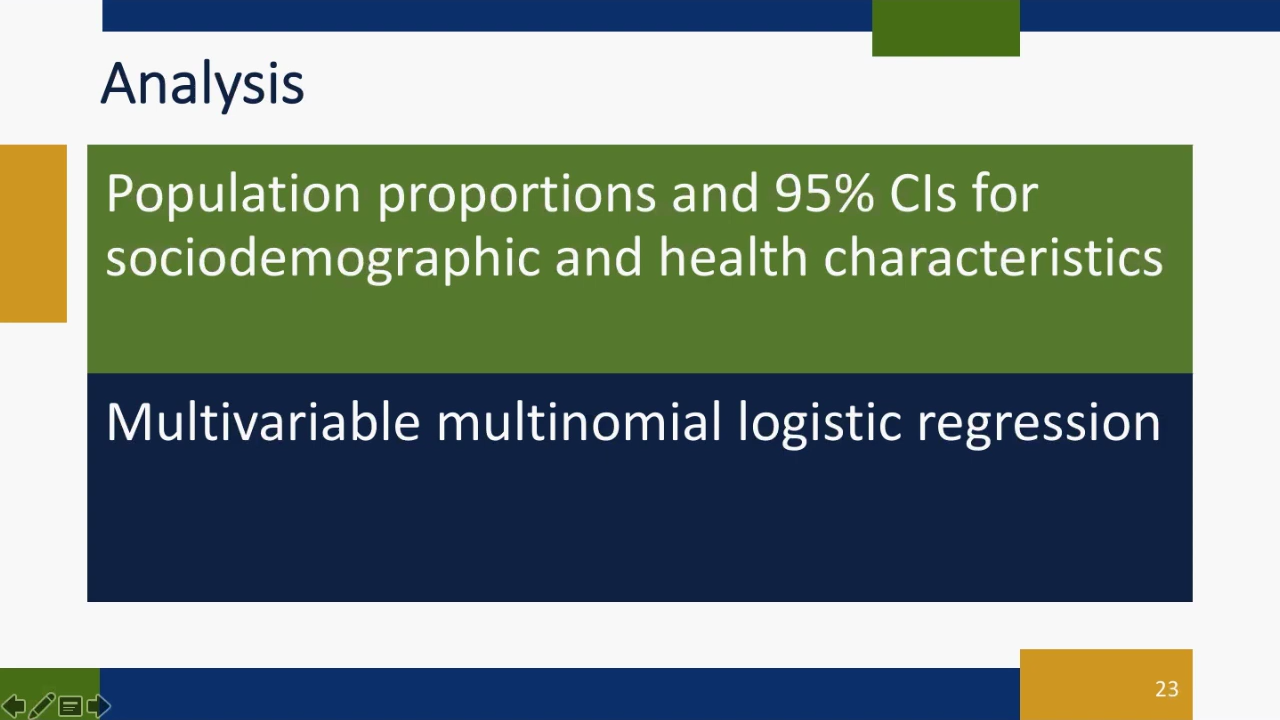 Analysis
Population proportions and 95% CIs for
sociodemographic and health characteristics
Multivariable multinomial logistic regression
23